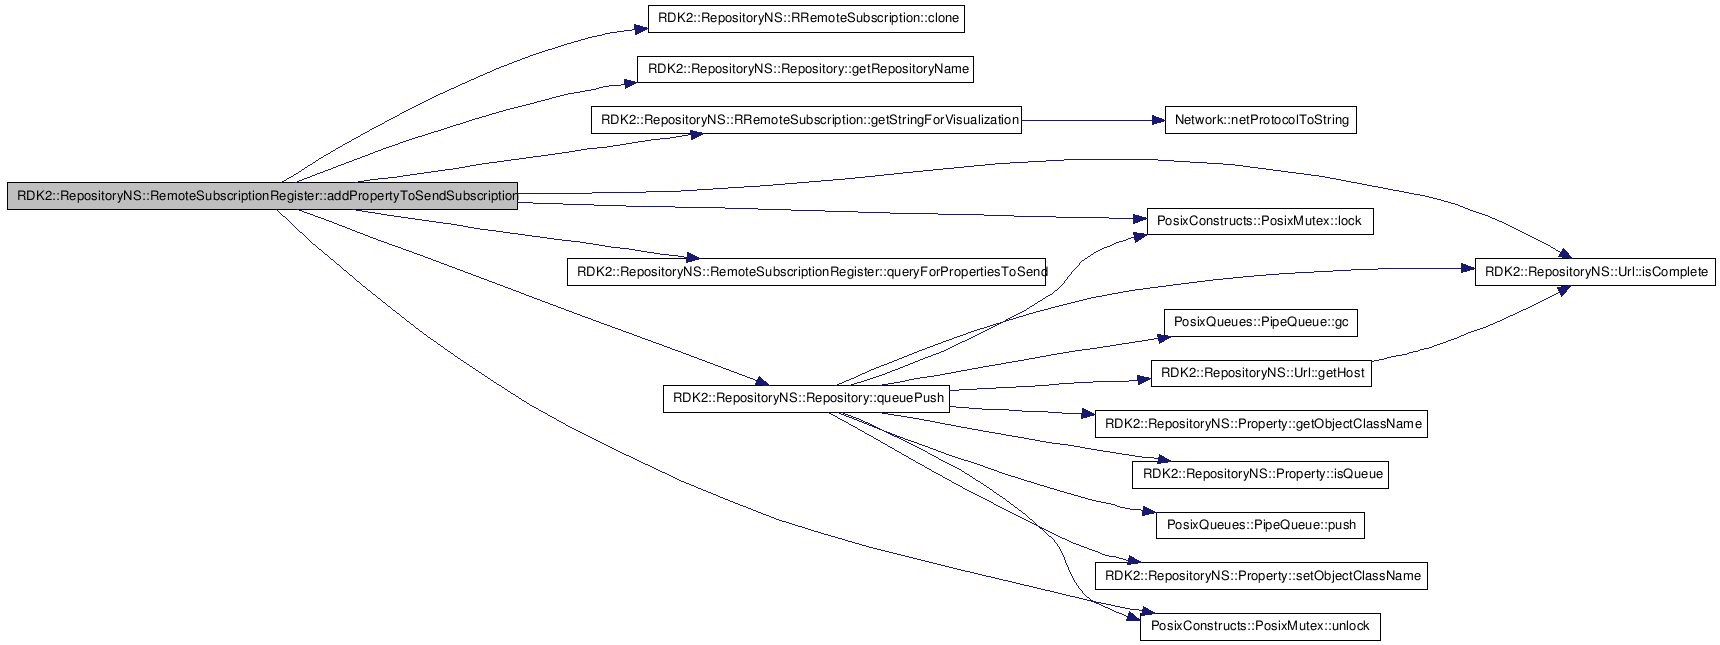 RDK2::RepositoryNS::RRemoteSubscription::clone
RDK2::RepositoryNS::Repository::getRepositoryName
RDK2::RepositoryNS::RRemoteSubscription::getStringForVisualization
Network::netProtocolToString
RDK2::RepositoryNS::RemoteSubscriptionRegister::addPropertyToSendSubscription
PosixConstructs::PosixMutex::lock
RDK2::RepositoryNS::RemoteSubscriptionRegister::queryForPropertiesToSend
RDK2::RepositoryNS::Url::isComplete
PosixQueues::PipeQueue::gc
RDK2::RepositoryNS::Url::getHost
RDK2::RepositoryNS::Repository::queuePush
RDK2::RepositoryNS::Property::getObjectClassName
RDK2::RepositoryNS::Property::isQueue
PosixQueues::PipeQueue::push
RDK2::RepositoryNS::Property::setObjectClassName
PosixConstructs::PosixMutex::unlock